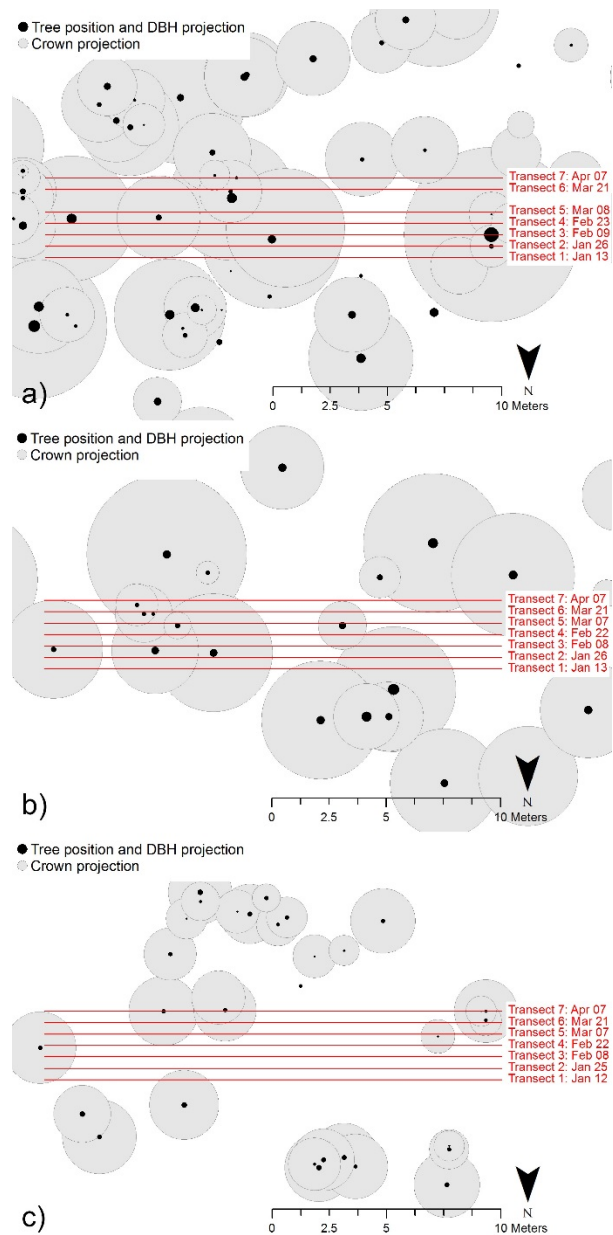 Tree position and DBH projection
Crown projection
Transect 7: Apr 07
Transect 6: Mar 21
Transect 5: Mar 08
Transect 4: Feb 23
Transect 3: Feb 09
Transect 2: Jan 26
Transect 1: Jan 13
N
0 2.5 5 10 Meters
a)
Tree position and DBH projection
Crown projection
Transect 7: Apr 07
Transect 6: Mar 21
Transect 5: Mar 07
Transect 4: Feb 22
Transect 3: Feb 08
Transect 2: Jan 26
Transect 1: Jan 13
N
0 2.5 5 10 Meters
b)
Tree position and DBH projection
Crown projection
Transect 7: Apr 07
Transect 6: Mar 21
Transect 5: Mar 07
Transect 4: Feb 22
Transect 3: Feb 08
Transect 2: Jan 25
Transect 1: Jan 12
N
0 2.5 5 10 Meters
c)